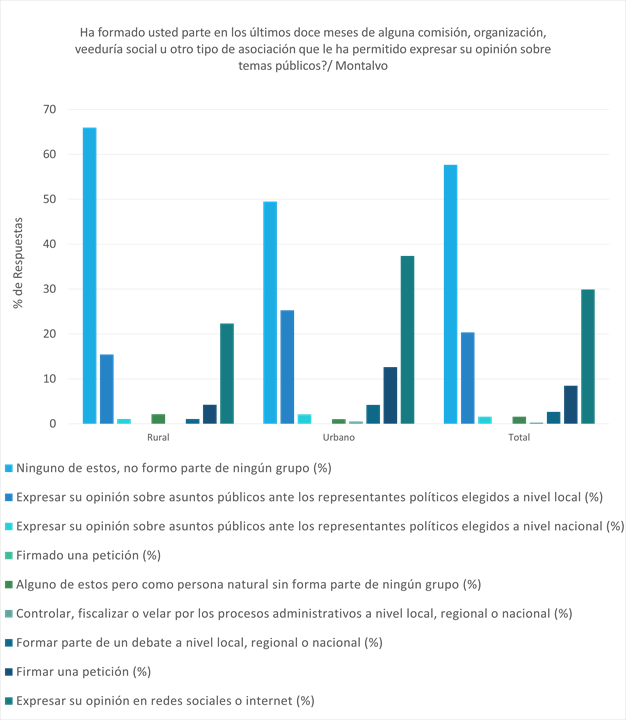 Ha formado usted parte en los últimos doce meses de alguna comisión, organización,
veeduría social u otro tipo de asociación que le ha permitido expresar su opinión sobre
temas públicos?/ Montalvo
70
60
50
40
30
20
10
0
% de Respuestas
Rural
Urbano
Total
Ninguno de estos, no formo parte de ningún grupo (%)
Expresar su opinión sobre asuntos públicos ante los representantes políticos elegidos a nivel local (%)
Expresar su opinión sobre asuntos públicos ante los representantes políticos elegidos a nivel nacional (%)
Firmado una petición (%)
Alguno de estos pero como persona natural sin forma parte de ningún grupo (%)
Controlar, fiscalizar o velar por los procesos administrativos a nivel local, regional o nacional (%)
Formar parte de un debate a nivel local, regional o nacional (%)
Firmar una petición (%)
Expresar su opinión en redes sociales o internet (%)